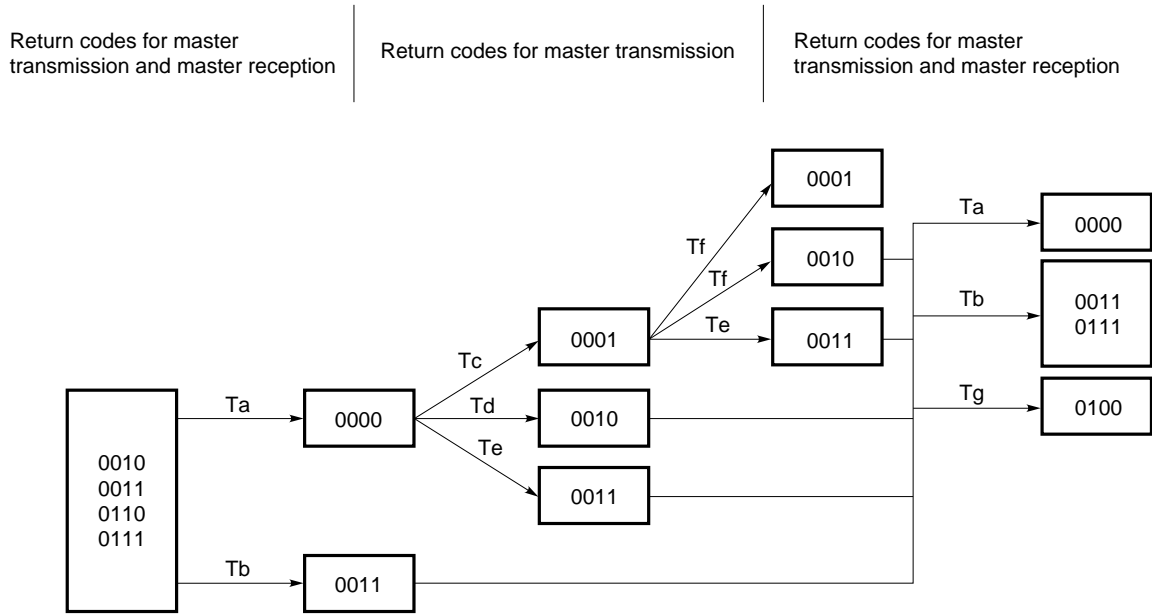 Return codes for master
transmission and master reception
Return codes for master transmission
Return codes for master
transmission and master reception
0001
Ta
0000
Tf
Tf
0010
Tb
0011
0111
0001
Te
0011
Tc
Tg
0100
Ta
0000
Td
0010
Te
0010
0011
0110
0111
0011
Tb
0011